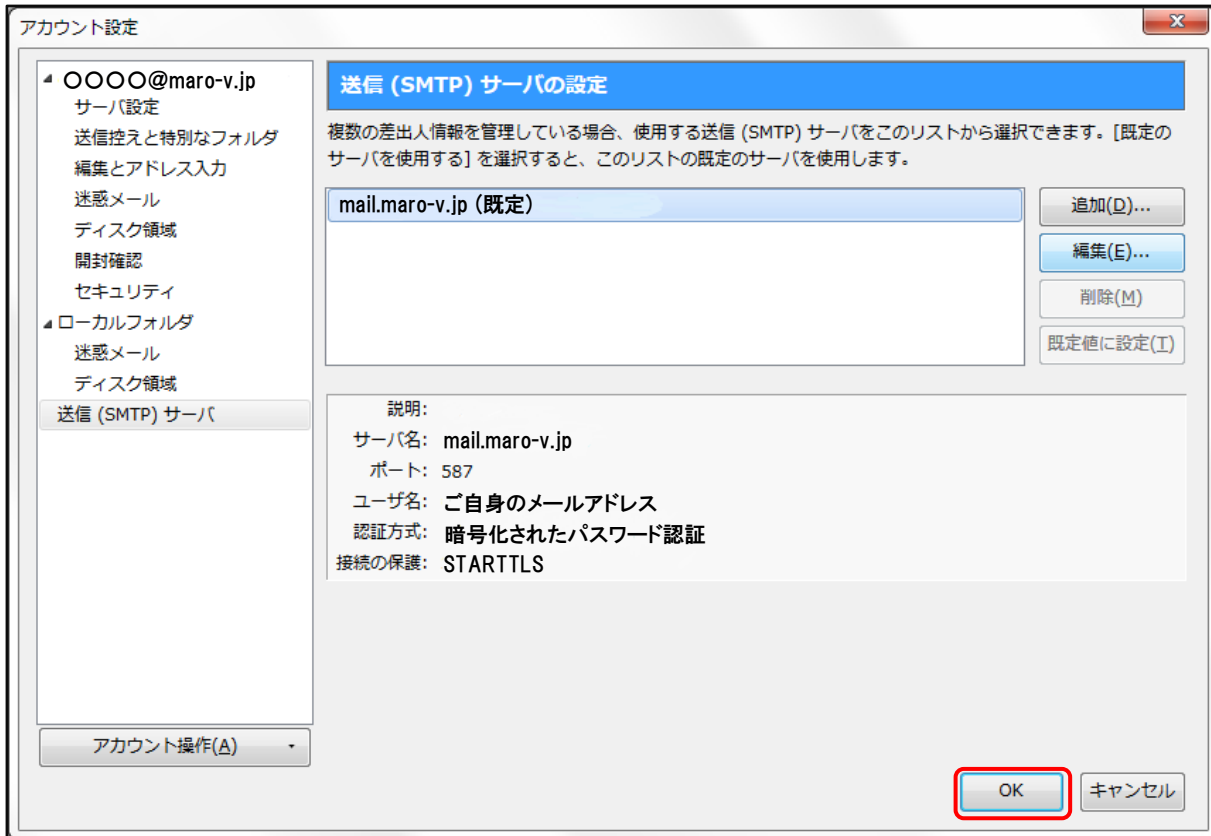 アカウント設定
〇〇〇〇@maro-v.jp
サーバ設定
送信控えと特別なフォルダ
編集とアドレス入力
迷惑メール
ディスク領域
開封確認
セキュリティ
ローカルフォルダ
迷惑メール
ディスク領域
送信 (SMTP) サーバ
アカウント操作(A)
送信 (SMTP) サーバの設定
複数の差出人情報を管理している場合、使用する送信 (SMTP) サーバをこのリストから選択できます。[既定の
サーバを使用する] を選択すると、このリストの既定のサーバを使用します。
mail.maro-v.jp (既定)
追加(D)...
編集(E)...
削除(M)
既定値に設定(T)
説明:
サーバ名: mail.maro-v.jp
ポート: 587
ユーザ名: ご自身のメールアドレス
認証方式: 暗号化されたパスワード認証
接続の保護: STARTTLS
OK
キャンセル